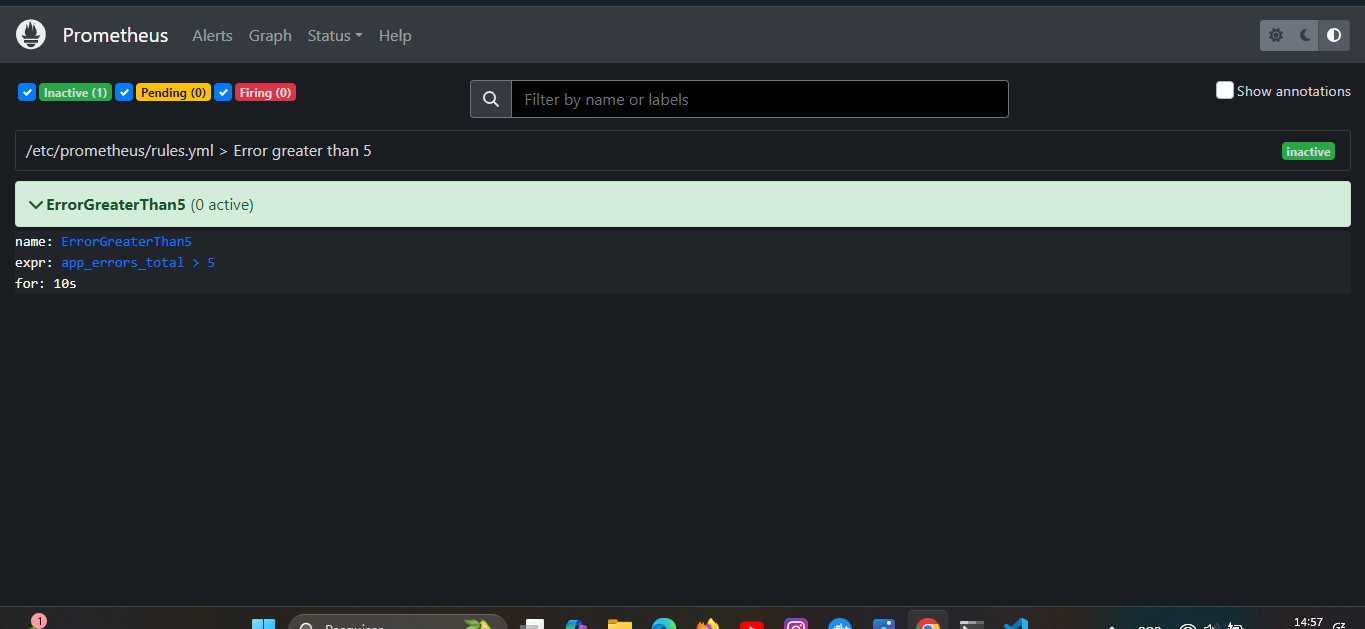 Prometheus Alerts Graph Status Help
Inactive (1) Pending (0) Firing (0) Filter by name or labels Show annotations
/etc/prometheus/rules.yml > Error greater than 5 inactive
ErrorGreaterThan5 (0 active)
name: ErrorGreaterThan5
expr: app_errors_total > 5
for: 10s
1
14:57